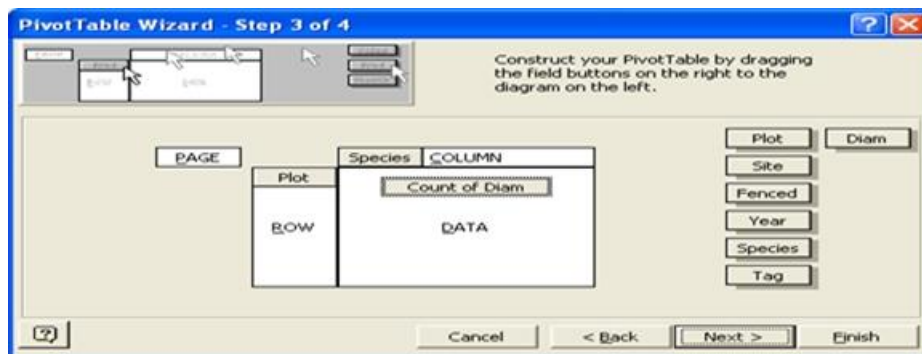 PivotTable Wizard - Step 3 of 4
Construct your PivotTable by dragging
the field buttons on the right to the
diagram on the left.
PAGE
Species COLUMN
Plot
Count of Diam
ROW
DATA
Plot Diam
Site
Fenced
Year
Species
Tag
Cancel < Back Next > Finish